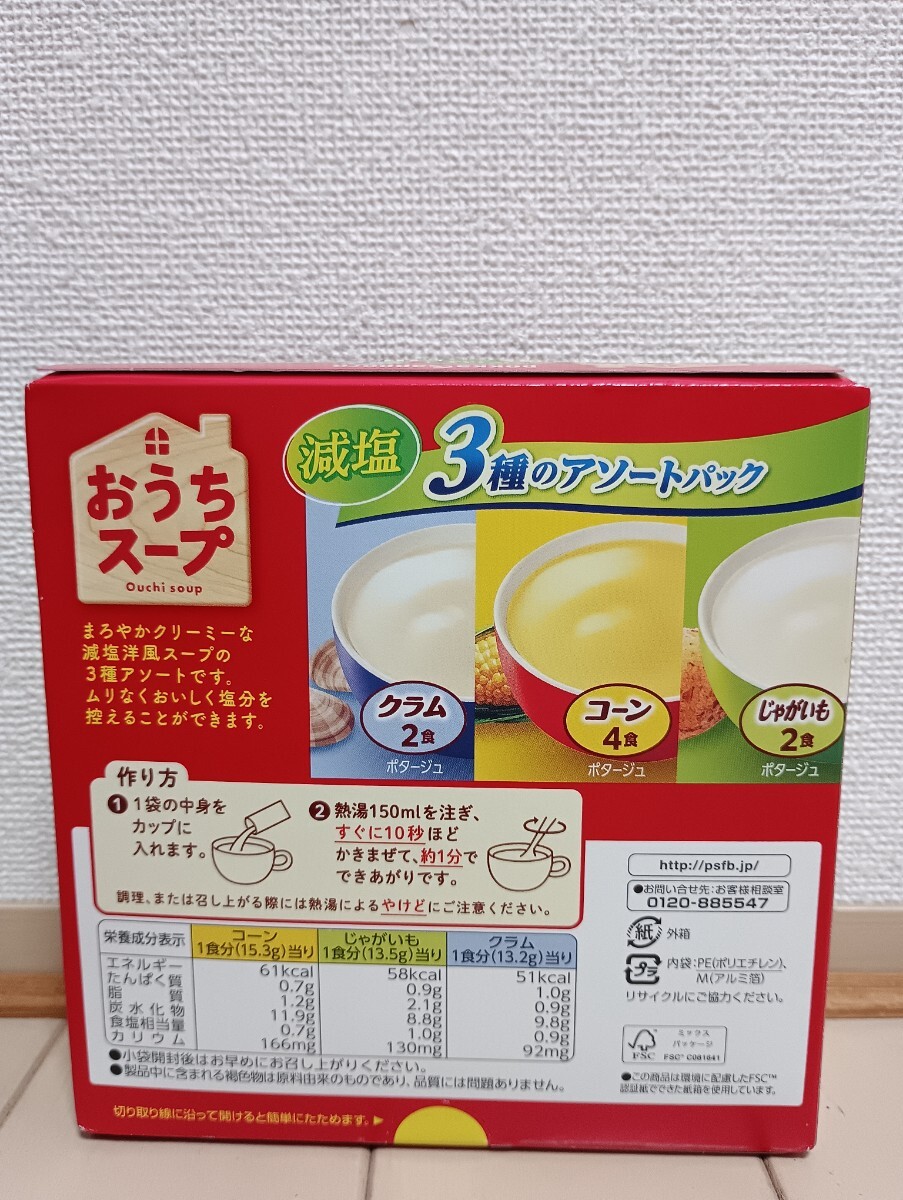 減塩
3種のアソートパック
おうち
スープ
Ouchi soup
まろやかクリーミーな
減塩洋風スープの
3種アソートです。
ムリなくおいしく塩分を
控えることができます。
クラム
2食
ポタージュ
コーン
4食
ポタージュ
じゃがいも
2食
ポタージュ
作り方
1 1袋の中身を
カップに
入れます。
2 熱湯150mlを注ぎ、
すぐに10秒ほど
かきまぜて、約1分で
できあがりです。
調理、または召し上がる際には熱湯によるやけどにご注意ください。
栄養成分表示 コーン 1食分(15.3g)当り じゃがいも 1食分(13.5g)当り クラム 1食分(13.2g)当り
エネルギー 61kcal 58kcal 51kcal
たんぱく質 0.7g 0.9g 1.0g
脂質 1.2g 2.1g 0.9g
炭水化物 11.9g 8.8g 9.8g
食塩相当量 0.7g 1.0g 0.9g
カリウム 166mg 130mg 92mg
●小袋開封後はお早めにお召し上がりください。
●製品中に含まれる褐色物は原料由来のものであり、品質には問題ありません。
切り取り線に沿って開けると簡単にたためます。▶
http://psfb.jp/
●お問い合せ先:お客様相談室
0120-885547
紙 外箱
プラ 内袋:PE(ポリエチレン)、
M(アルミ箔)
リサイクルにご協力ください。
FSC
ミックス
パッケージ
FSC® C081841
●この商品は環境に配慮したFSC™
認証紙でできた紙箱を使用しています。